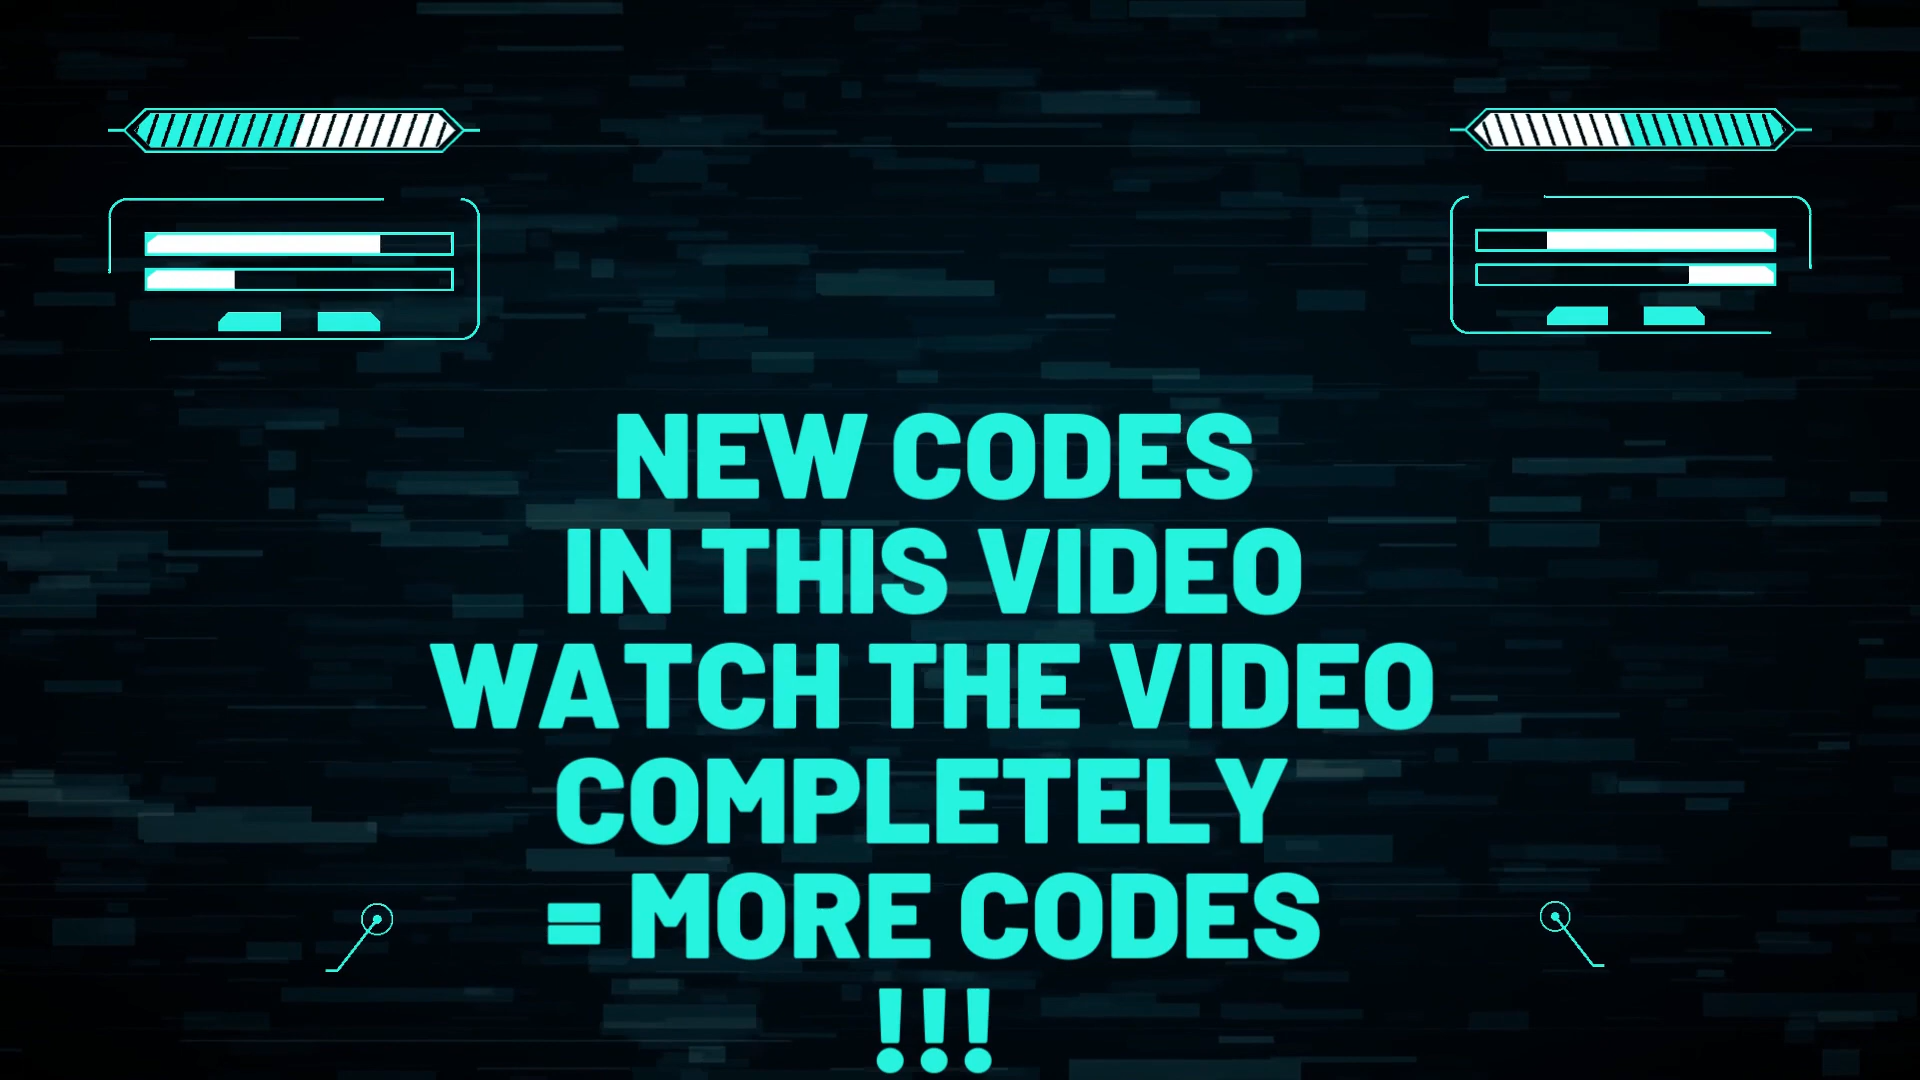 NEW CODES
IN THIS VIDEO
WATCH THE VIDEO
COMPLETELY
= MORE CODES
!!!